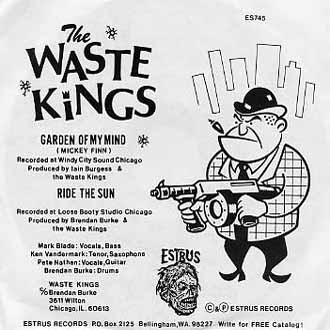 ES745
The
WASTE
KiNGS
GARDEN OF MY MIND
(MICKEY FINN)
Recorded at Windy City Sound Chicago
Produced by Iain Burgess &
the Waste Kings
RIDE THE SUN
Recorded at Loose Booty Studio Chicago
Produced by Brendan Burke &
the Waste Kings
Mark Blade: Vocals, Bass
Ken Vandermark: Tenor, Saxophone
Pete Nathan: Vocals, Guitar
Brendan Burke: Drums
WASTE KINGS
℅ Brendan Burke
3611 Wilton
Chicago, IL. 60613
ESTRUS
© & ℗ ESTRUS RECORDS
ESTRUS RECORDS P.O. Box 2125 Bellingham, WA. 98227 Write for FREE Catalog!